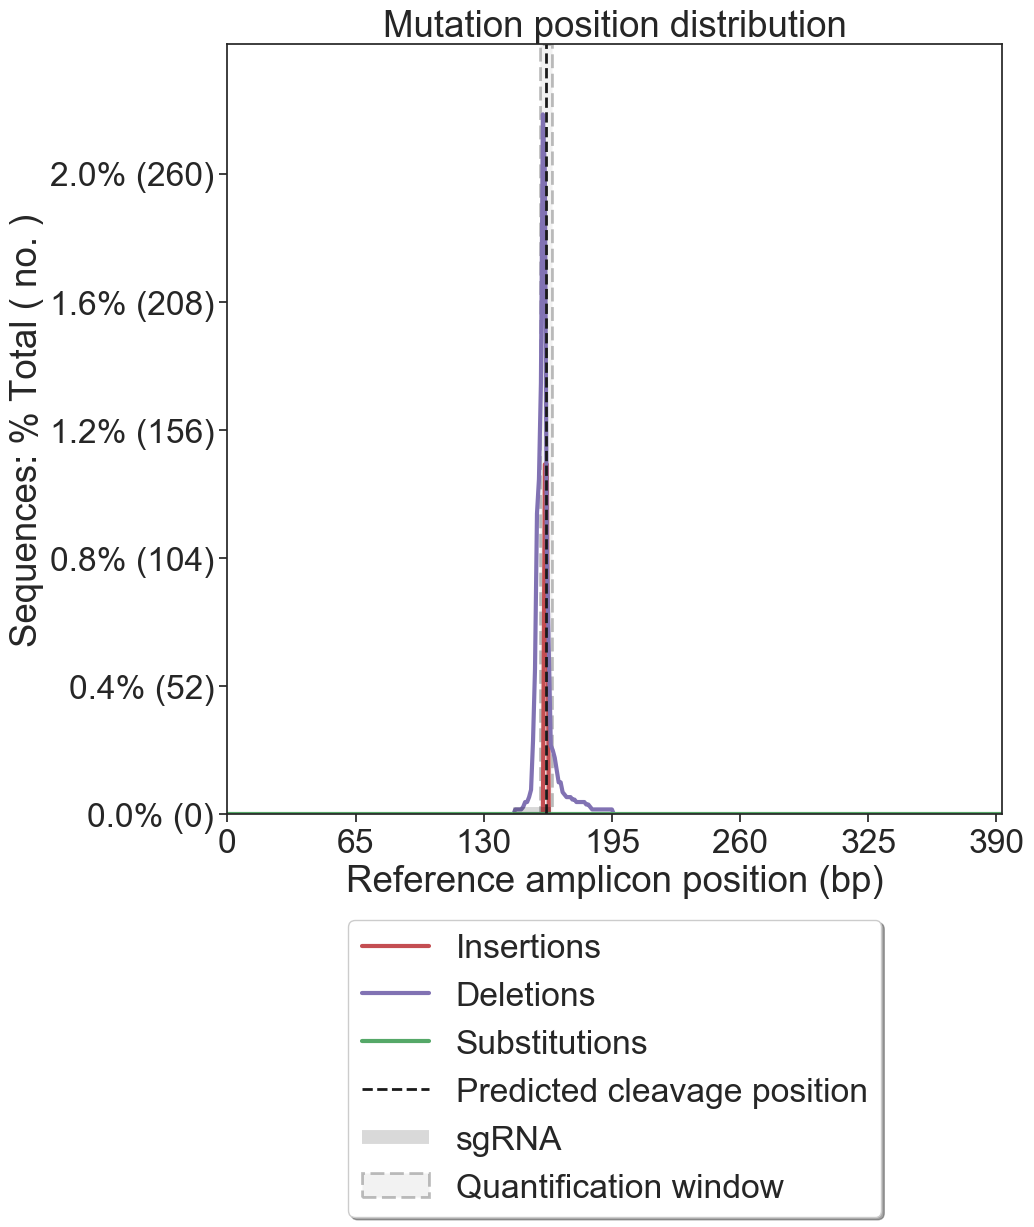 Mutation position distribution
Sequences: % Total ( no. )
2.0% (260)
1.6% (208)
1.2% (156)
0.8% (104)
0.4% (52)
0.0% (0)
0 65 130 195 260 325 390
Reference amplicon position (bp)
Insertions
Deletions
Substitutions
Predicted cleavage position
sgRNA
Quantification window